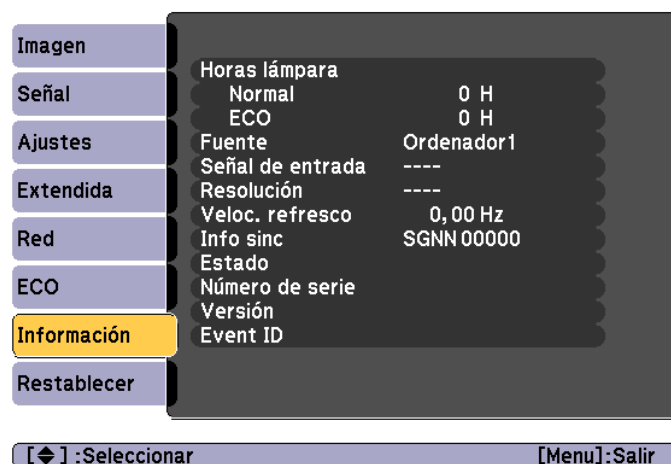 Imagen
Señal
Ajustes
Extendida
Red
ECO
Información
Restablecer
Horas lámpara
Normal 0 H
ECO 0 H
Fuente Ordenador1
Señal de entrada ----
Resolución ----
Veloc. refresco 0,00 Hz
Info sinc SGNN 00000
Estado
Número de serie
Versión
Event ID
[ ] :Seleccionar [Menu]:Salir